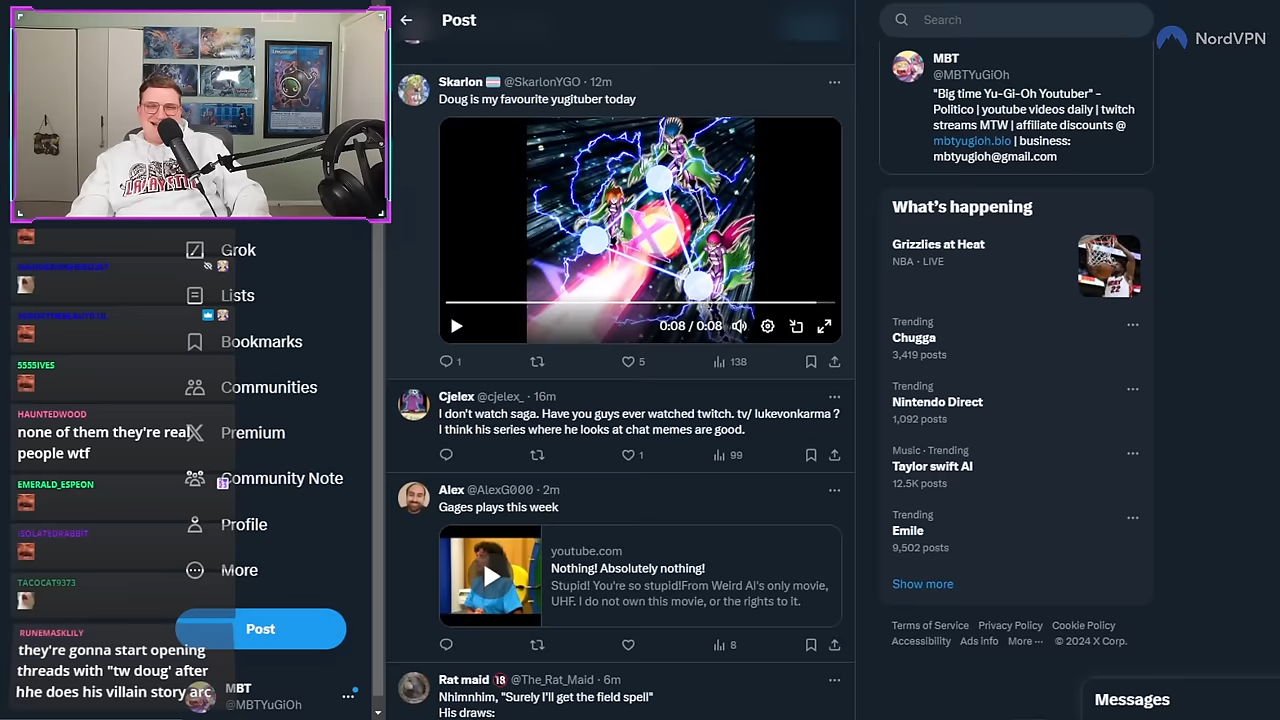 Post
Search
NordVPN
MBT
@MBTYuGiOh
"Big time Yu-Gi-Oh Youtuber" -
Politico | youtube videos daily | twitch
streams MTW | affiliate discounts @
mbtyugioh.bio | business:
mbtyugioh@gmail.com
LAFAYETTE
Skarlon @SkarlonYGO · 12m
Doug is my favourite yugituber today
0:08 / 0:08
1
5
138
Cjelex @cjelex_ · 16m
I don't watch saga. Have you guys ever watched twitch. tv/ lukevonkarma ?
I think his series where he looks at chat memes are good.
1
99
Alex @AlexG000 · 2m
Gages plays this week
youtube.com
Nothing! Absolutely nothing!
Stupid! You're so stupid!From Weird Al's only movie,
UHF. I do not own this movie, or the rights to it.
8
Rat maid 🔞 @The_Rat_Maid · 6m
Nhimnhim, "Surely I'll get the field spell"
His draws:
Grok
Lists
Bookmarks
Communities
Premium
Community Note
Profile
More
Post
MBT
@MBTYuGiOh
5555IVES
HAUNTEDWOOD
none of them they're real
people wtf
EMERALD_ESPEON
ISOLATEDRABBIT
TACOCAT9373
RUNEMASKLILY
they're gonna start opening
threads with "tw doug' after
hhe does his villain story arc
What's happening
Grizzlies at Heat
NBA · LIVE
Trending
Chugga
3,419 posts
Trending
Nintendo Direct
1,092 posts
Music · Trending
Taylor swift AI
12.5K posts
Trending
Emile
9,502 posts
Show more
Terms of Service Privacy Policy Cookie Policy
Accessibility Ads info More ··· © 2024 X Corp.
Messages